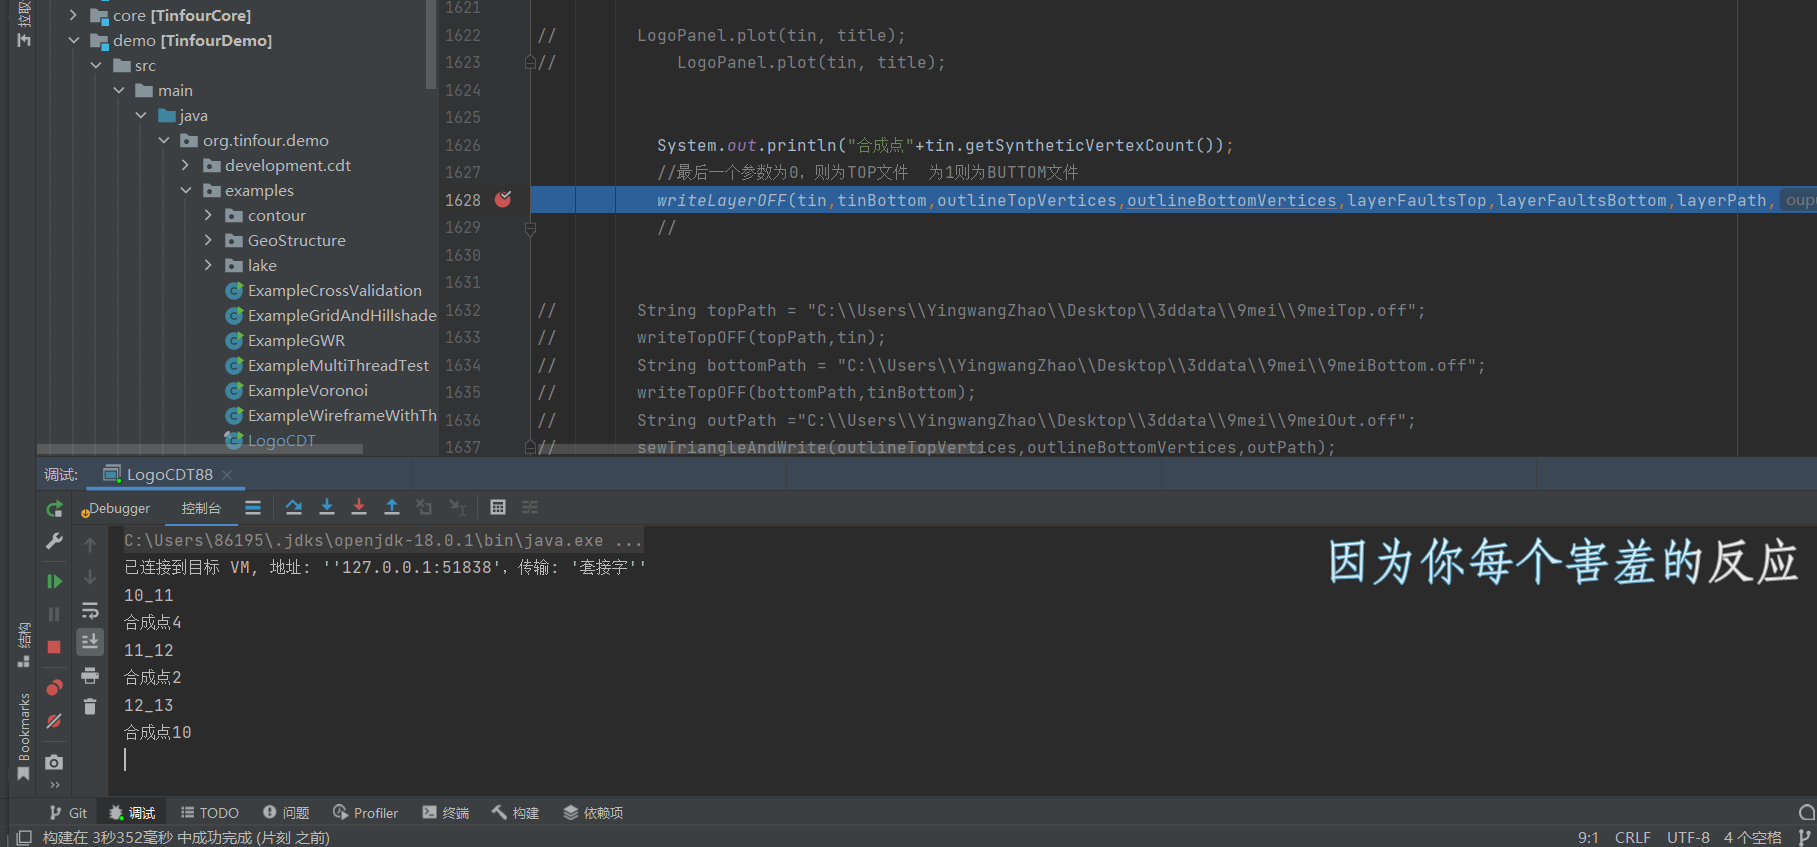 拉取
core [TinfourCore]
demo [TinfourDemo]
src
main
java
org.tinfour.demo
development.cdt
examples
contour
GeoStructure
lake
ExampleCrossValidation
ExampleGridAndHillshade
ExampleGWR
ExampleMultiThreadTest
ExampleVoronoi
ExampleWireframeWithTh
LogoCDT
1621
1622 // LogoPanel.plot(tin, title);
1623 // LogoPanel.plot(tin, title);
1624
1625
1626 System.out.println("合成点"+tin.getSyntheticVertexCount());
1627 //最后一个参数为0，则为TOP文件 为1则为BUTTOM文件
1628 writeLayerOFF(tin,tinBottom,outlineTopVertices,outlineBottomVertices,layerFaultsTop,layerFaultsBottom,layerPath, oup
1629 //
1630
1631
1632 // String topPath = "C:\\Users\\YingwangZhao\\Desktop\\3ddata\\9mei\\9meiTop.off";
1633 // writeTopOFF(topPath,tin);
1634 // String bottomPath = "C:\\Users\\YingwangZhao\\Desktop\\3ddata\\9mei\\9meiBottom.off";
1635 // writeTopOFF(bottomPath,tinBottom);
1636 // String outPath ="C:\\Users\\YingwangZhao\\Desktop\\3ddata\\9mei\\9meiOut.off";
1637 // sewTriangleAndWrite(outlineTopVertices,outlineBottomVertices,outPath);
调试: LogoCDT88
Debugger 控制台
C:\Users\86195\.jdks\openjdk-18.0.1\bin\java.exe ...
已连接到目标 VM, 地址: ''127.0.0.1:51838'，传输: '套接字''
10_11
合成点4
11_12
合成点2
12_13
合成点10
因为你每个害羞的反应
结构
Bookmarks
Git 调试 TODO 问题 Profiler 终端 构建 依赖项
构建在 3秒352毫秒 中成功完成 (片刻 之前)
9:1 CRLF UTF-8 4 个空格